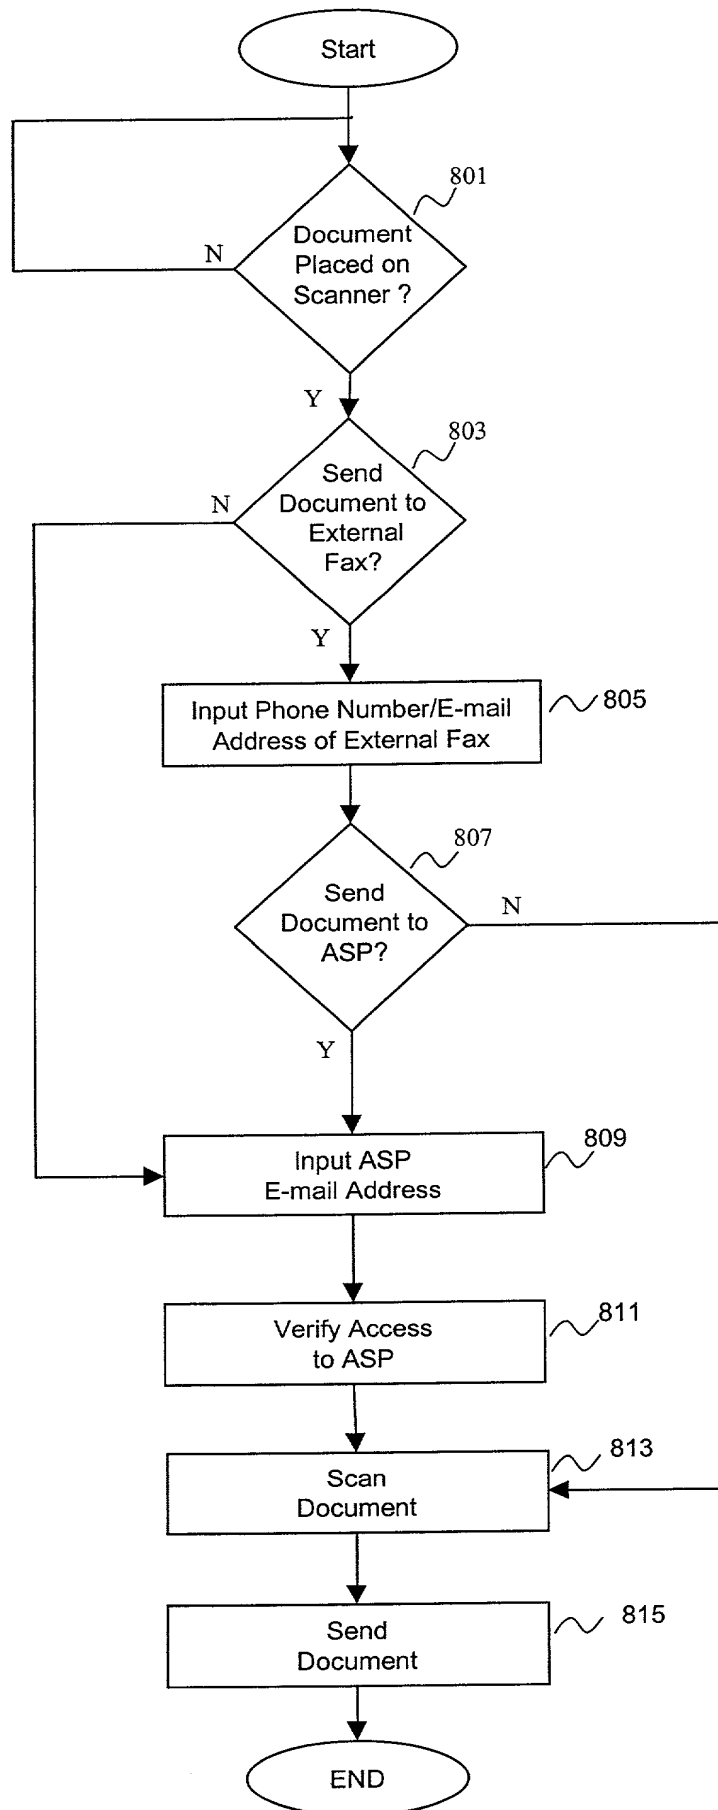 Start
801
Document
Placed on
Scanner ?
N
Y
803
Send
Document to
External
Fax?
N
Y
Input Phone Number/E-mail
Address of External Fax
805
807
Send
Document to
ASP?
N
Y
Input ASP
E-mail Address
809
Verify Access
to ASP
811
Scan
Document
813
Send
Document
815
END